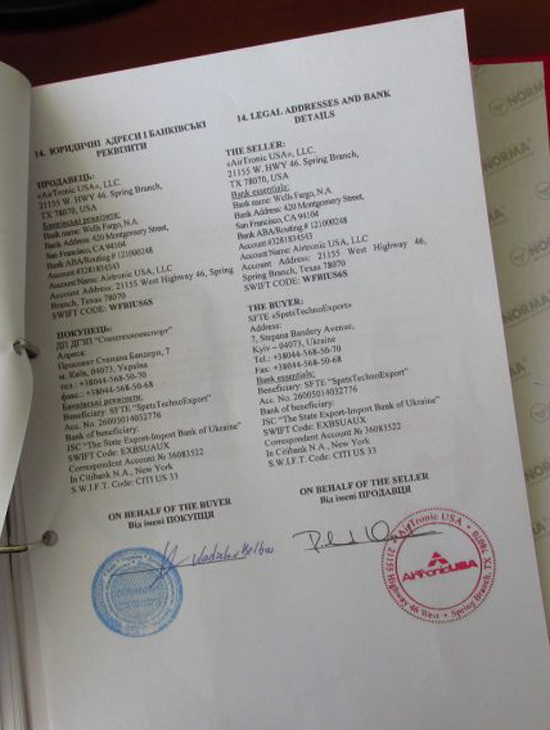 14. ЮРИДИЧНІ АДРЕСИ І БАНКІВСЬКІ
РЕКВІЗИТИ
ПРОДАВЕЦЬ:
«AirTronic USA», LLC.
21155 W. HWY 46. Spring Branch,
TX 78070, USA
Банківські реквізити:
Bank name: Wells Fargo, N.A.
Bank Address: 420 Montgomery Street,
San Francisco, CA 94104
Bank ABA/Routing # 121000248
Account #3281834543
Account Name: Airtronic USA, LLC
Account Address: 21155 West Highway 46, Spring
Branch, Texas 78070
SWIFT CODE: WFBIUS6S
ПОКУПЕЦЬ:
ДП ДГЗП "Спецтехноекспорт"
Адреса:
Проспект Степана Бандери, 7
м. Київ, 04073, Україна
тел.: +38044-568-50-70
факс.: +38044-568-50-68
Банківські реквізити:
Beneficiary: SFTE "SpetsTechnoExport"
Acc. No. 26005014032776
Bank of beneficiary:
JSC "The State Export-Import Bank of Ukraine"
SWIFT Code: EXBSUAUX
Correspondent Account № 36083522
In Citibank N.A., New York
S.W.I.F.T. Code: CITI US 33
ON BEHALF OF THE BUYER
Від імені ПОКУПЦЯ
14. LEGAL ADDRESSES AND BANK
DETAILS
THE SELLER:
«AirTronic USA», LLC.
21155 W. HWY 46. Spring Branch,
TX 78070, USA
Bank essentials:
Bank name: Wells Fargo, N.A.
Bank Address: 420 Montgomery Street,
San Francisco, CA 94104
Bank ABA/Routing # 121000248
Account #3281834543
Account Name: Airtronic USA, LLC
Account Address: 21155 West Highway 46,
Spring Branch, Texas 78070
SWIFT CODE: WFBIUS6S
THE BUYER:
SFTE «SpetsTechnoExport»
Address:
7, Stepana Bandery Avenue,
Kyiv – 04073, Ukraine
Tel.: +38044-568-50-70
Fax: +38044-568-50-68
Bank essentials:
Beneficiary: SFTE "SpetsTechnoExport"
Acc. No. 26005014032776
Bank of beneficiary:
JSC "The State Export-Import Bank of Ukraine"
SWIFT Code: EXBSUAUX
Correspondent Account № 36083522
In Citibank N.A., New York
S.W.I.F.T. Code: CITI US 33
ON BEHALF OF THE SELLER
Від імені ПРОДАВЦЯ
AirTronic USA • 21155 Highway 46 West • Spring Branch, TX 78070
AIRTronicUSA
NORMA
NORMA
NORMA